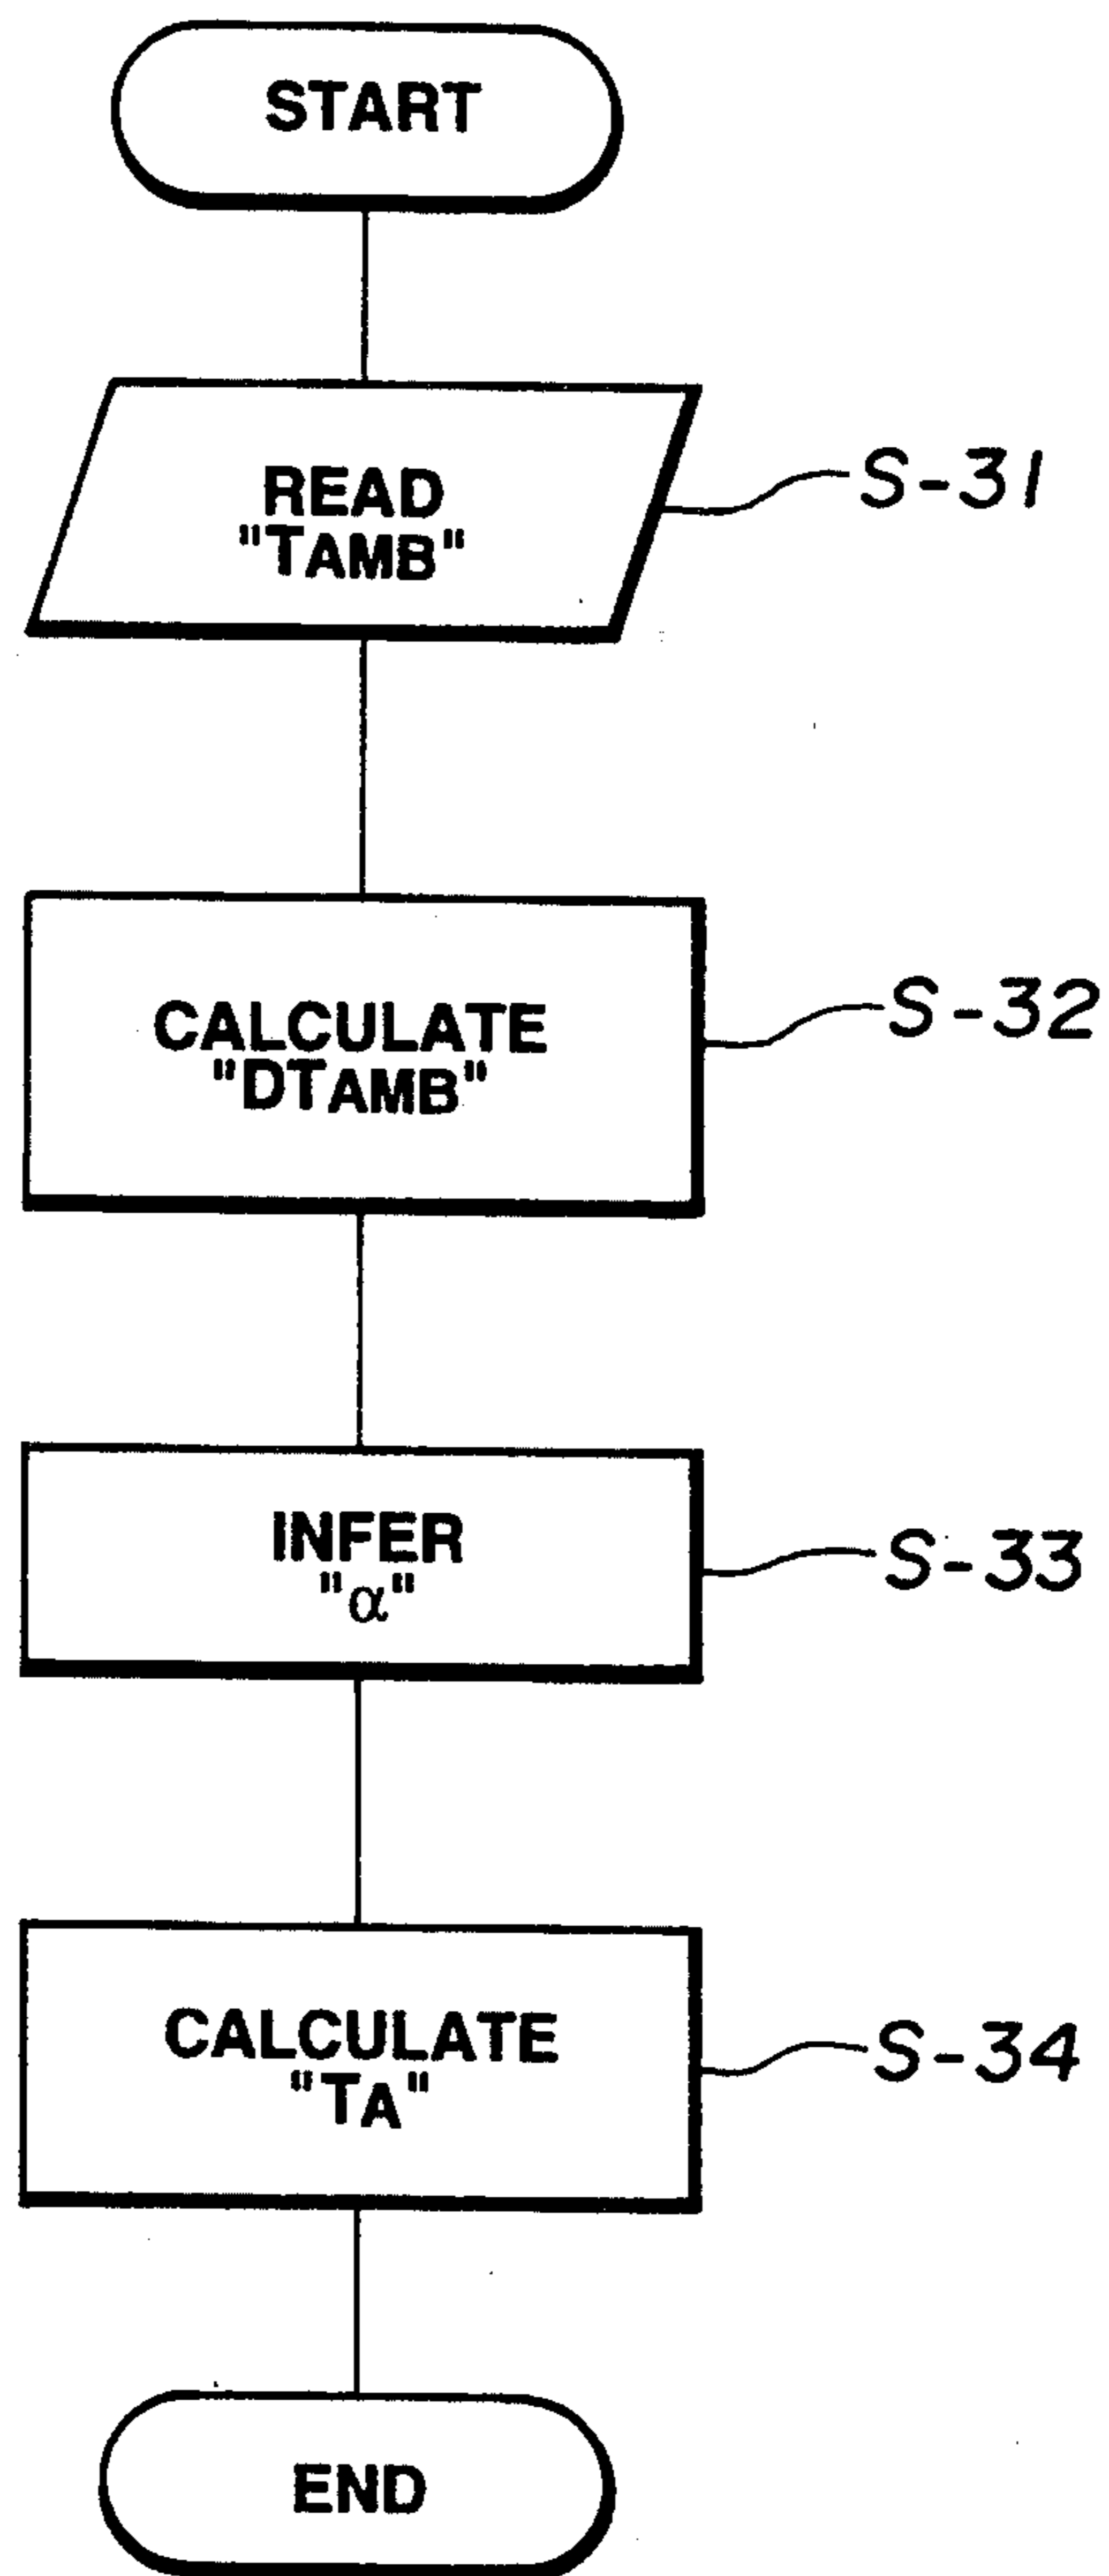 START
READ
"TAMB"
S-31
CALCULATE
"DTAMB"
S-32
INFER
"α"
S-33
CALCULATE
"TA"
S-34
END